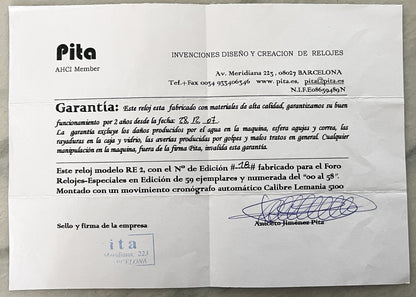 Pita
AHCI Member
INVENCIONES DISEÑO Y CREACION DE RELOJES
Av. Meridiana 223, 08027 BARCELONA
Tef.+Fax 0034 933406346 www.pita.es, pita@pita.es
N.I.F.E08659489N
Garantía: Este reloj esta fabricado con materiales de alta calidad, garantizamos su buen
funcionamiento por 2 años desde la fecha: 28. 12. 07
La garantía excluye los daños producidos por el agua en la maquina, esfera agujas y correa, las
rayaduras en la caja y vidrio, las averías producidas por golpes y malos tratos en general. Cualquier
manipulación en la maquina, fuera de la firma Pita, invalida esta garantía.
Este reloj modelo RE 2, con el Nº de Edición #-18# fabricado para el Foro
Relojes-Especiales en Edición de 59 ejemplares y numerada del "00 al 58".
Montado con un movimiento cronógrafo automático Calibre Lemania 5100
Aniceto Jiménez Pita
Sello y firma de la empresa
ita
Meridiana, 223